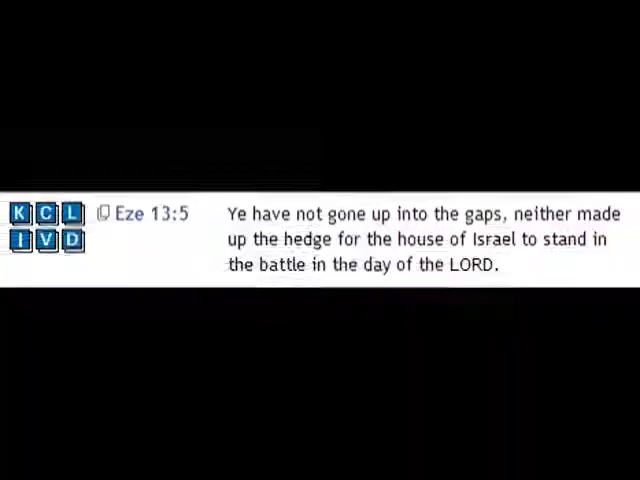 K C L Eze 13:5 Ye have not gone up into the gaps, neither made
I V D up the hedge for the house of Israel to stand in
the battle in the day of the LORD.